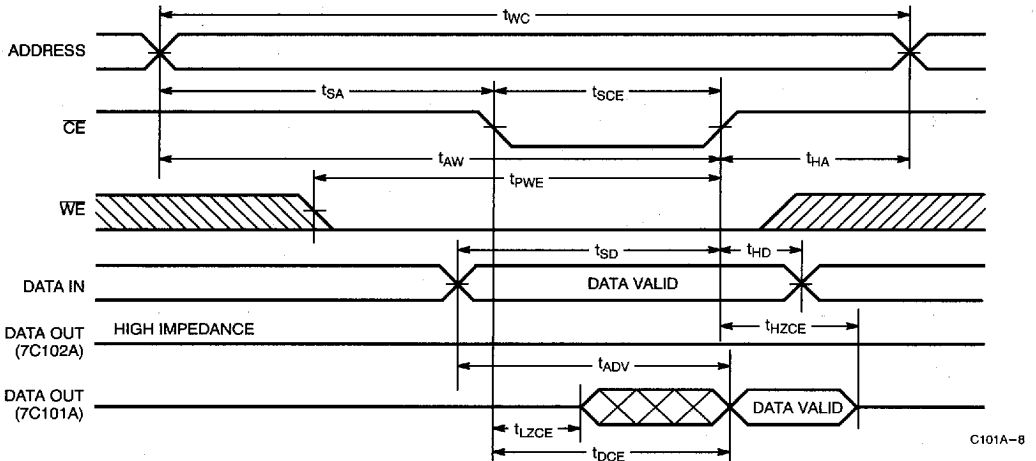 tWC
ADDRESS
tSA
tSCE
CE
tAW
tHA
tPWE
WE
tSD
tHD
DATA IN
DATA VALID
DATA OUT
(7C102A)
HIGH IMPEDANCE
tHZCE
tADV
DATA OUT
(7C101A)
DATA VALID
tLZCE
tDCE
C101A–8